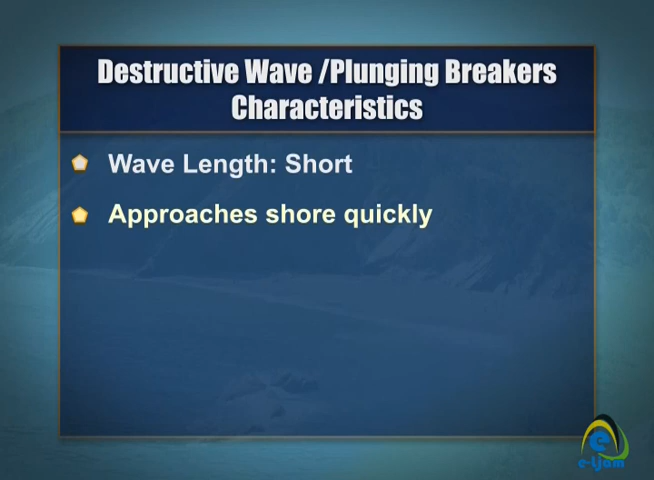 Destructive Wave /Plunging Breakers
Characteristics
Wave Length: Short
Approaches shore quickly
e-Ljam